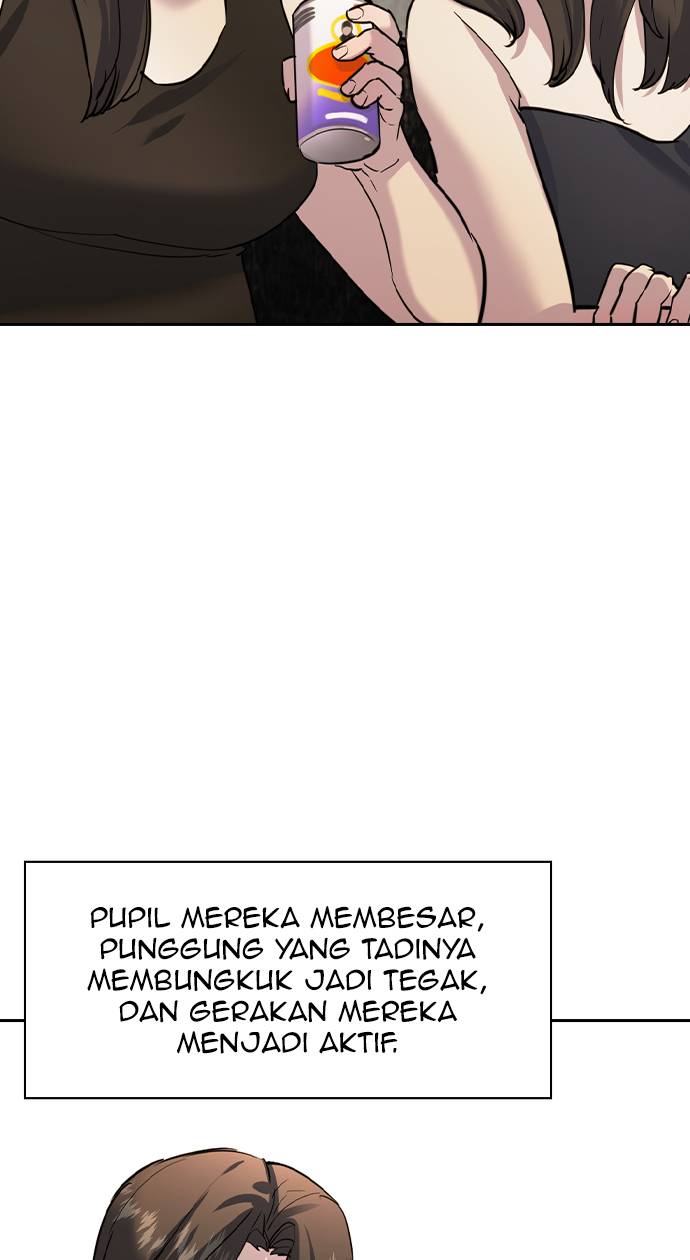 PUPIL MEREKA MEMBESAR,
PUNGGUNG YANG TADINYA
MEMBUNGKUK JADI TEGAK,
DAN GERAKAN MEREKA
MENJADI AKTIF.